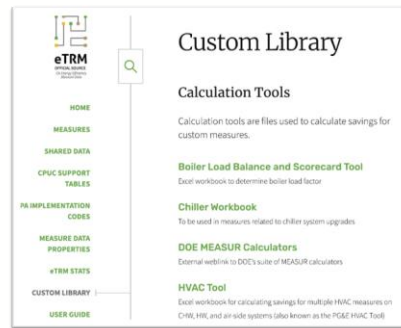 eTRM
OFFICIAL SOURCE
HOME
MEASURES
SHARED DATA
CPUC SUPPORT
TABLES
PA IMPLEMENTATION
CODES
MEASURE DATA
PROPERTIES
eTRM STATS
CUSTOM LIBRARY
USER GUIDE
Custom Library
Calculation Tools
Calculation tools are files used to calculate savings for
custom measures.
Boiler Load Balance and Scorecard Tool
Excel workbook to determine boiler load factor
Chiller Workbook
To be used in measures related to chiller system upgrades
DOE MEASUR Calculators
External weblink to DOE's suite of MEASUR calculators
HVAC Tool
Excel workbook for calculating savings for multiple HVAC measures on
CHW, HW, and air-side systems (also known as the PG&E HVAC Tool)